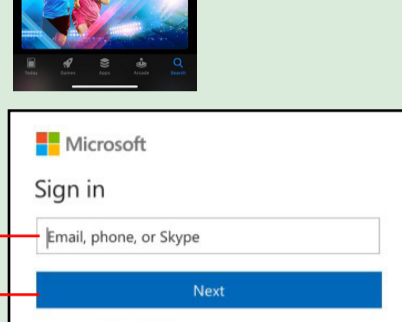 Today Games Apps Arcade Search
Microsoft
Sign in
Email, phone, or Skype
Next